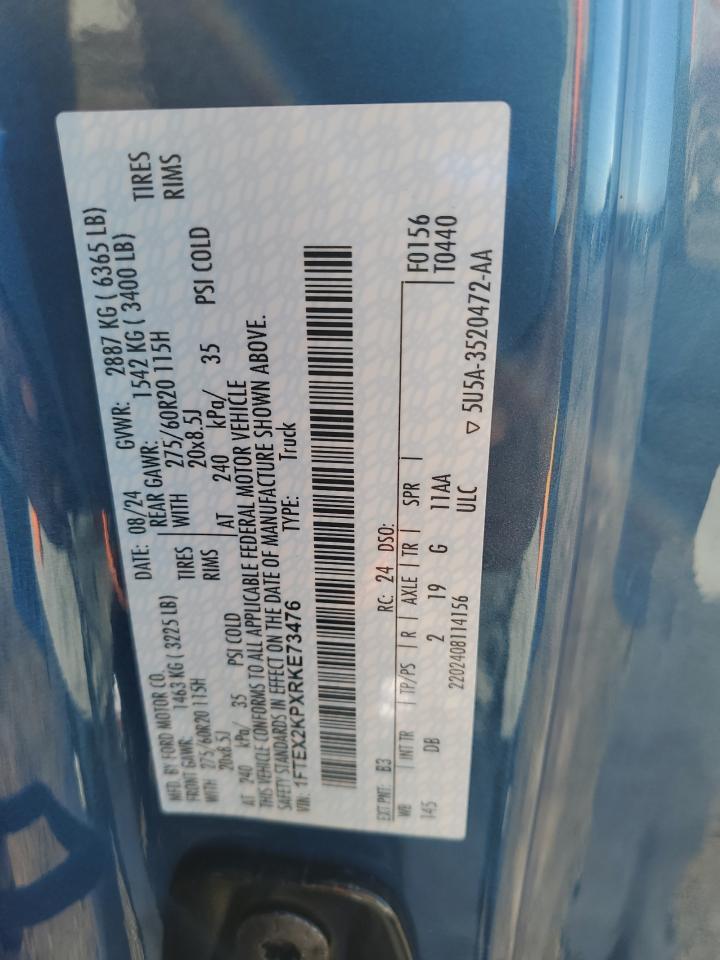 MFD. BY FORD MOTOR CO. DATE: 08/24 GVWR: 2887 KG ( 6365 LB)
FRONT GAWR: 1463 KG ( 3225 LB) REAR GAWR: 1542 KG ( 3400 LB)
WITH 275/60R20 115H TIRES WITH 275/60R20 115H TIRES
20x8.5J RIMS 20x8.5J RIMS
AT 240 kPa/ 35 PSI COLD AT 240 kPa/ 35 PSI COLD
THIS VEHICLE CONFORMS TO ALL APPLICABLE FEDERAL MOTOR VEHICLE
SAFETY STANDARDS IN EFFECT ON THE DATE OF MANUFACTURE SHOWN ABOVE.
VIN: 1FTEX2KPXRKE73476 TYPE: Truck
EXT PNT: B3 RC: 24 DSO: F0156
WB INT TR TP/PS R AXLE TR SPR T0440
145 DB 2 19 G 11AA
2202408114156 ULC
▽ 5U5A-3520472-AA